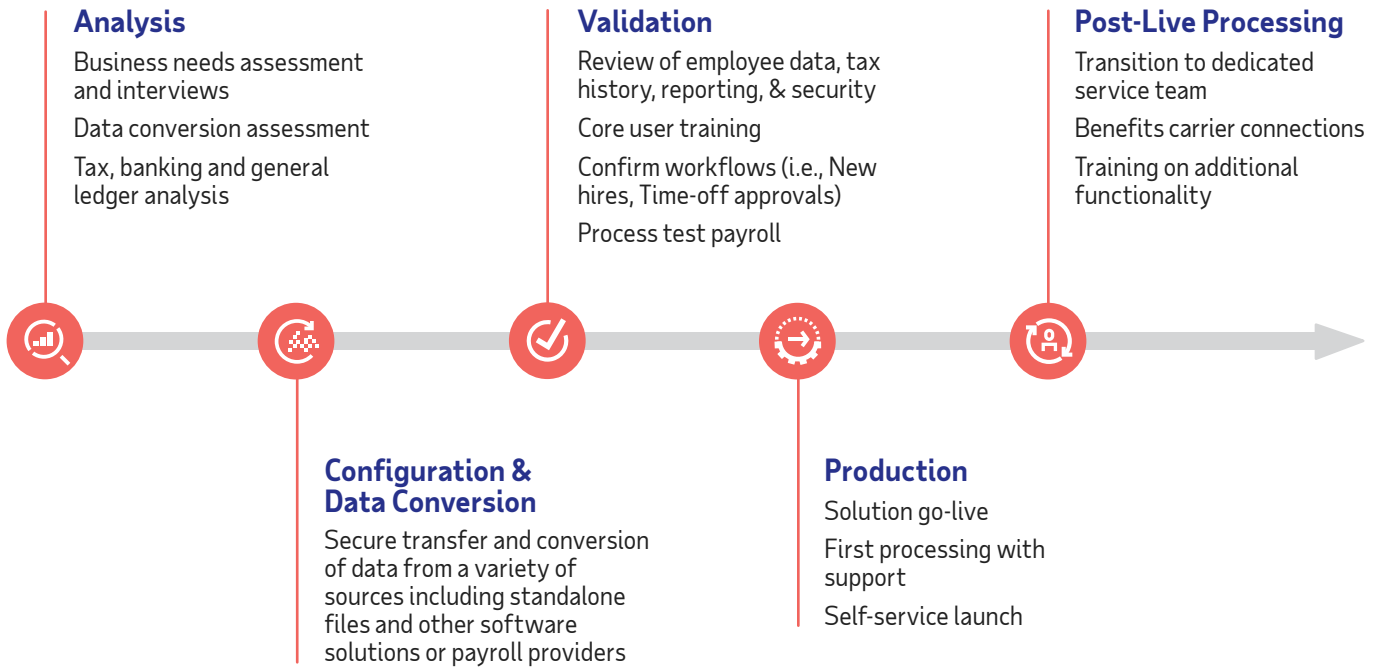 Analysis
Business needs assessment
and interviews
Data conversion assessment
Tax, banking and general
ledger analysis
Configuration &
Data Conversion
Secure transfer and conversion
of data from a variety of
sources including standalone
files and other software
solutions or payroll providers
Validation
Review of employee data, tax
history, reporting, & security
Core user training
Confirm workflows (i.e., New
hires, Time-off approvals)
Process test payroll
Production
Solution go-live
First processing with
support
Self-service launch
Post-Live Processing
Transition to dedicated
service team
Benefits carrier connections
Training on additional
functionality